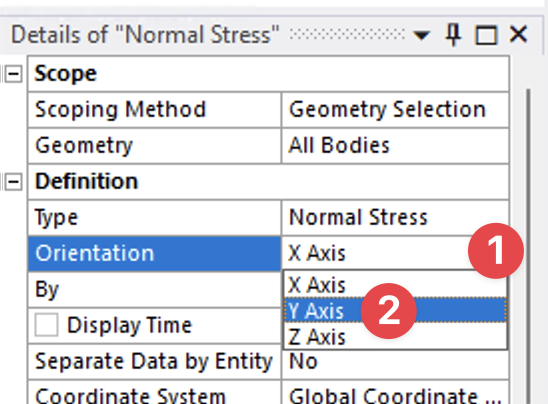 Details of "Normal Stress"
Scope
Scoping Method Geometry Selection
Geometry All Bodies
Definition
Type Normal Stress
Orientation X Axis 1
By X Axis
Y Axis 2
Display Time Z Axis
Separate Data by Entity No
Coordinate System Global Coordinate ...